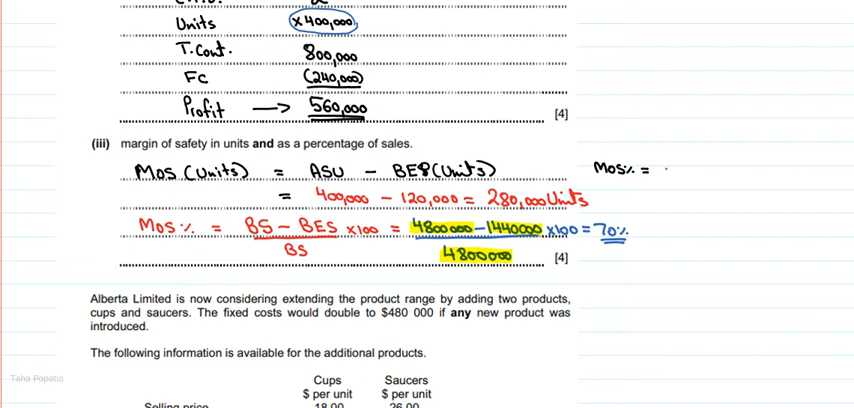 Units × 400,000
T.Cont. 800,000
FC (240,000)
Profit → 560,000 [4]
(iii) margin of safety in units and as a percentage of sales.
MOS (Units) = ASU - BEP(Units) MOS% =
= 400,000 - 120,000 = 280,000 Units
MOS % = BS - BES ×100 = 4800000 - 1440000 ×100 = 70%
BS 4800000 [4]
Alberta Limited is now considering extending the product range by adding two products,
cups and saucers. The fixed costs would double to $480 000 if any new product was
introduced.
The following information is available for the additional products.
Taha Popatia
Cups Saucers
$ per unit $ per unit
Selling price 18.00 26.00